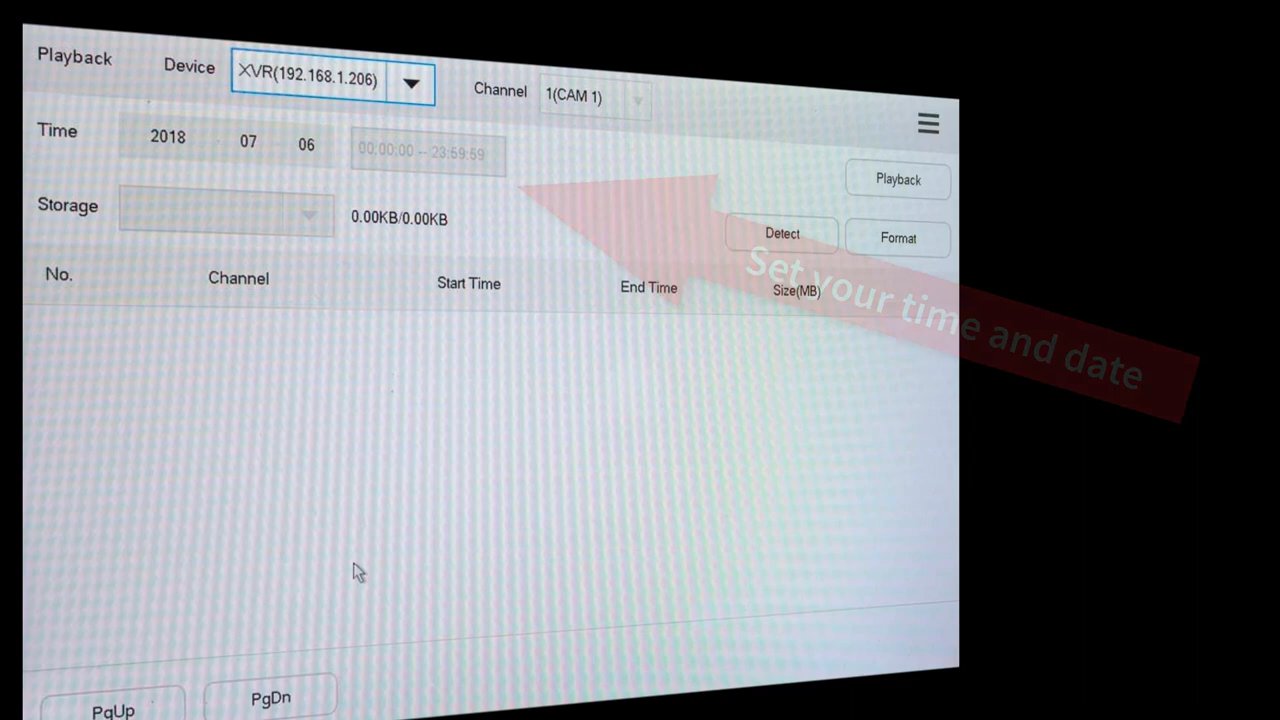 Playback Device XVR(192.168.1.206) Channel 1(CAM 1)
Time 2018 07 06 00:00:00 -- 23:59:59
Playback
Storage 0.00KB/0.00KB Detect Format
No. Channel Start Time End Time Size(MB)
Set your time and date
PgUp PgDn